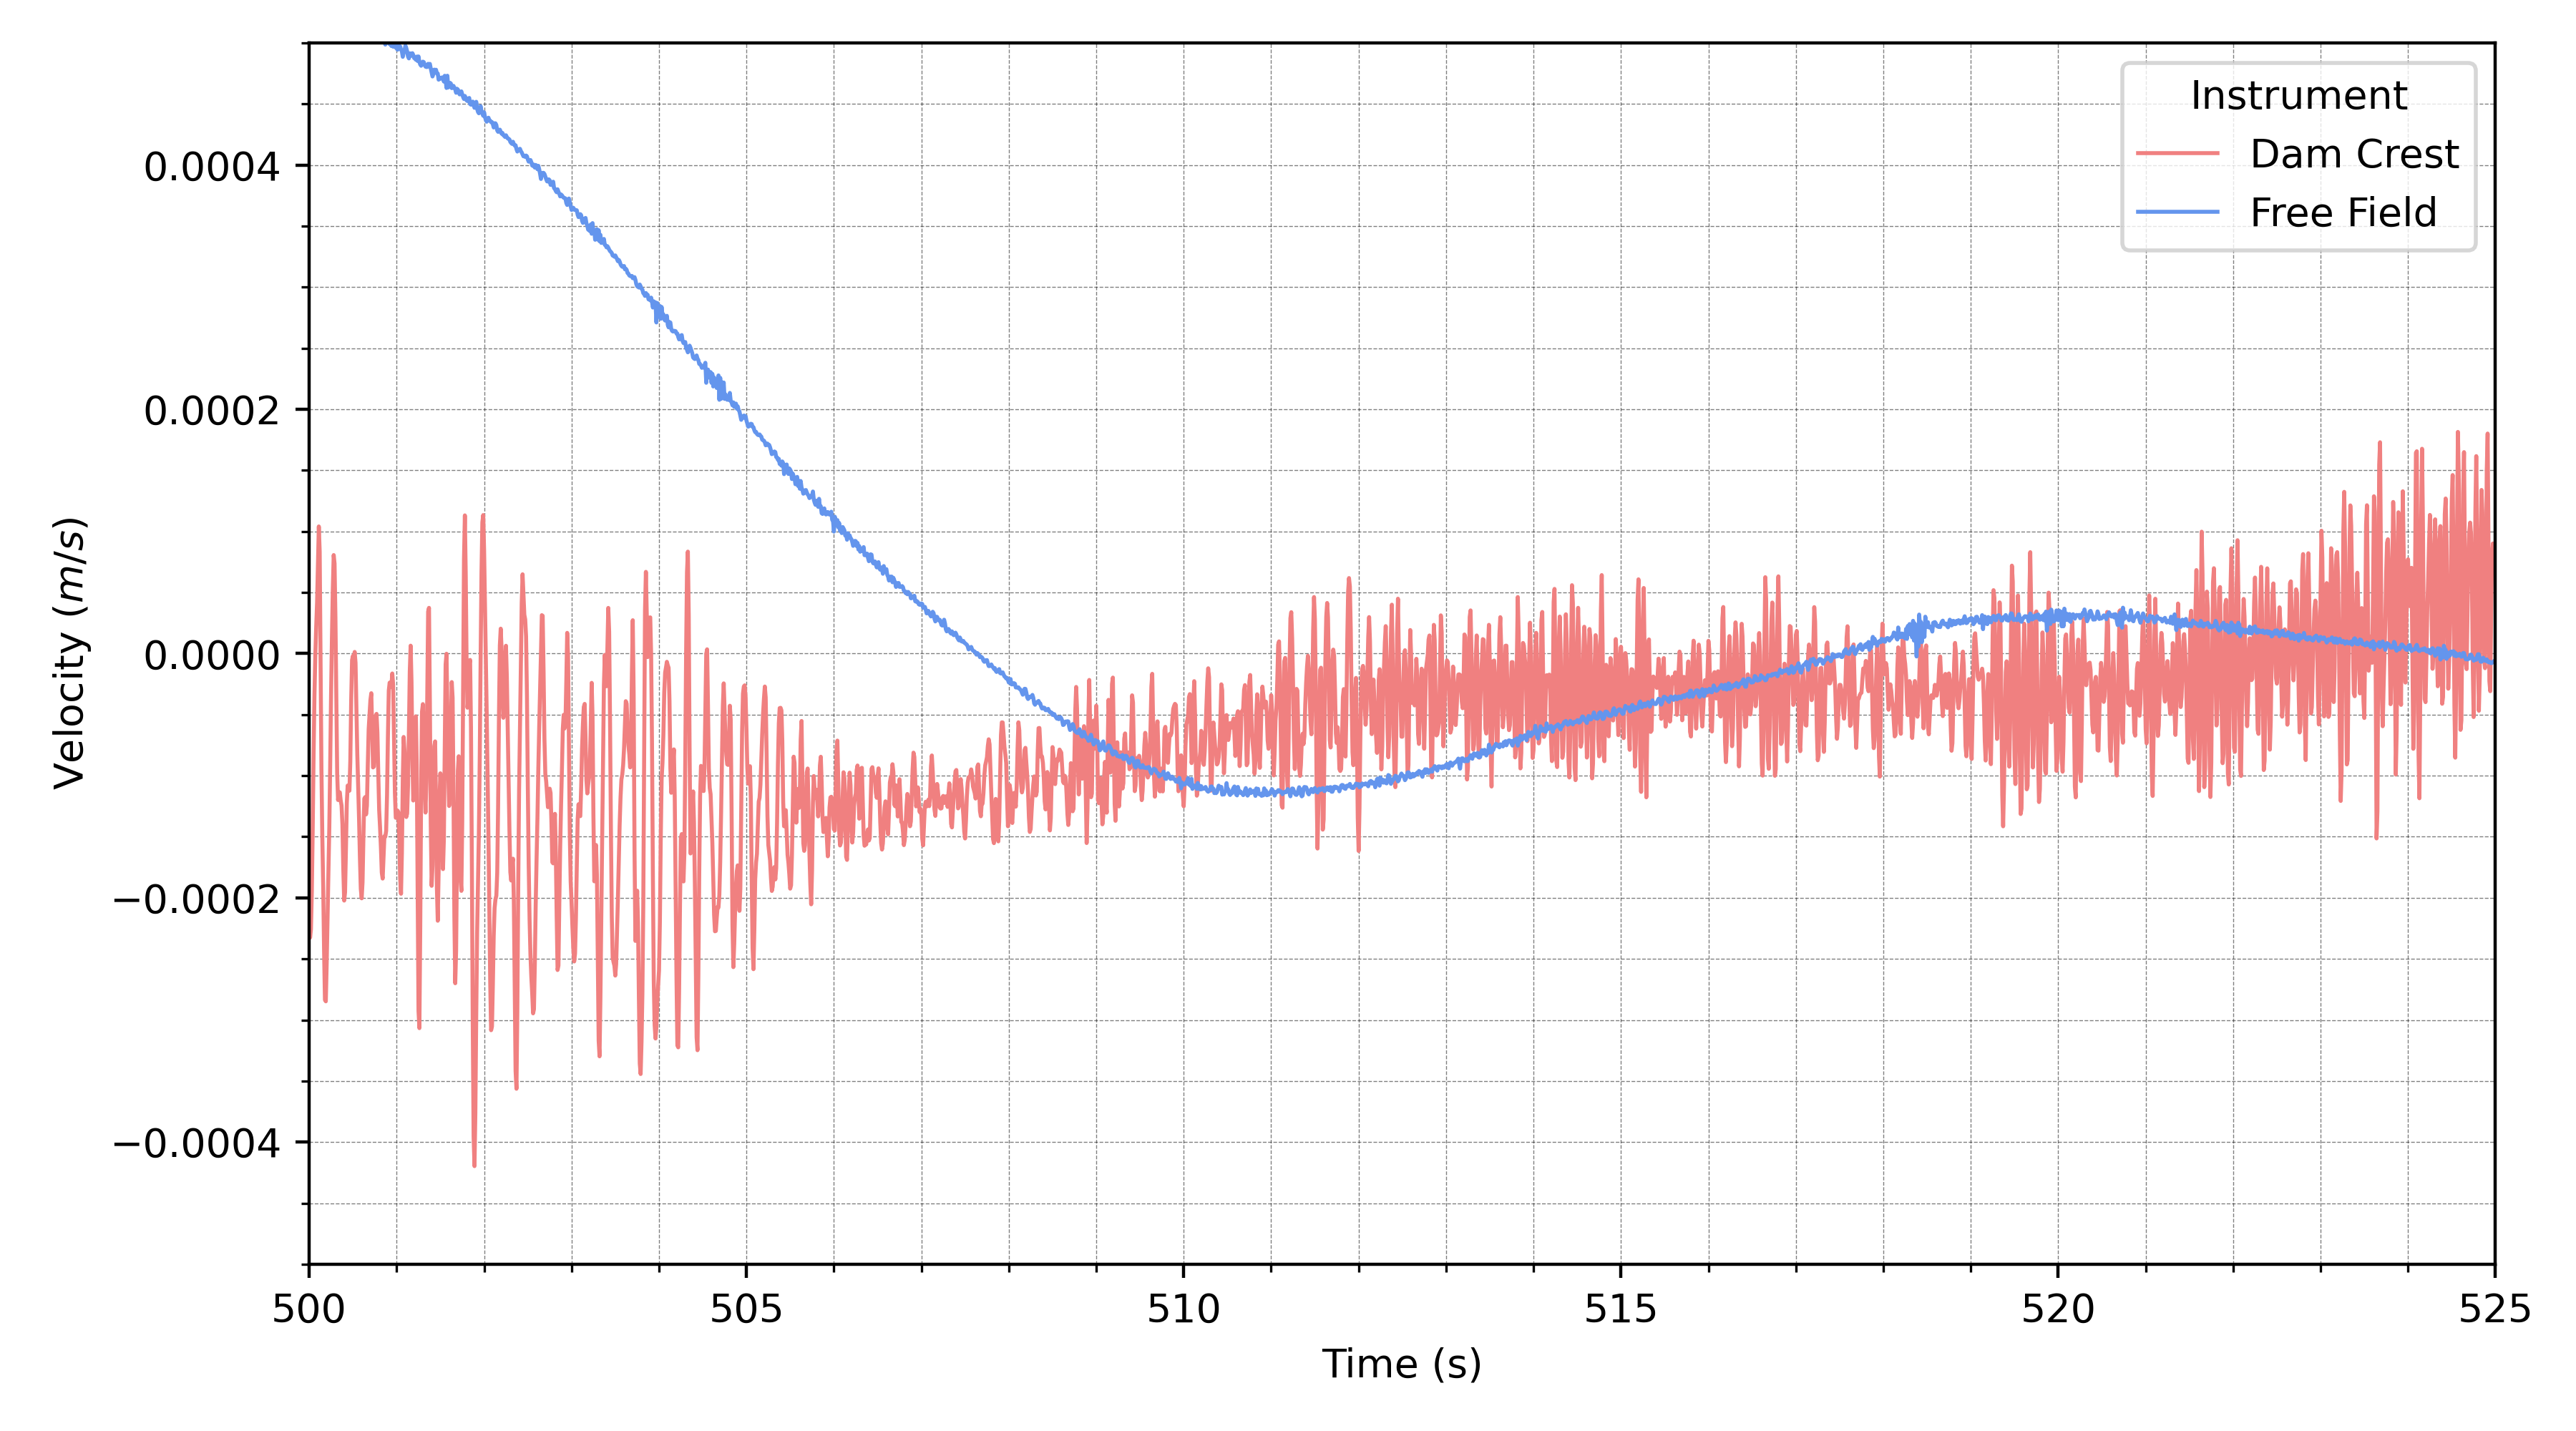 Instrument
Dam Crest
Free Field
0.0004
0.0002
0.0000
−0.0002
−0.0004
Velocity (m/s)
500 505 510 515 520 525
Time (s)